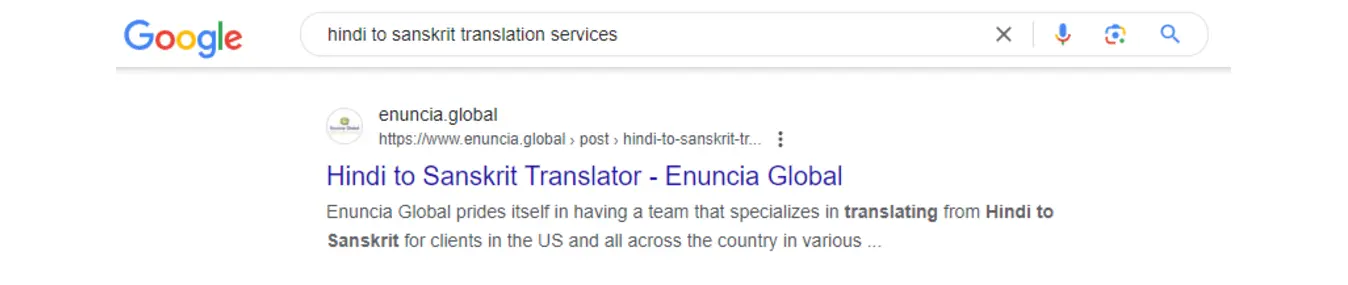 Google
hindi to sanskrit translation services
enuncia.global
https://www.enuncia.global › post › hindi-to-sanskrit-tr...
Hindi to Sanskrit Translator - Enuncia Global
Enuncia Global prides itself in having a team that specializes in translating from Hindi to
Sanskrit for clients in the US and all across the country in various ...